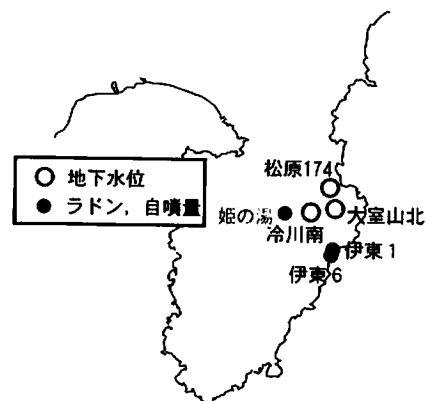 松原174
地下水位
ラドン，自噴量
姫の湯
大室山北
冷川南
伊東1
伊東6